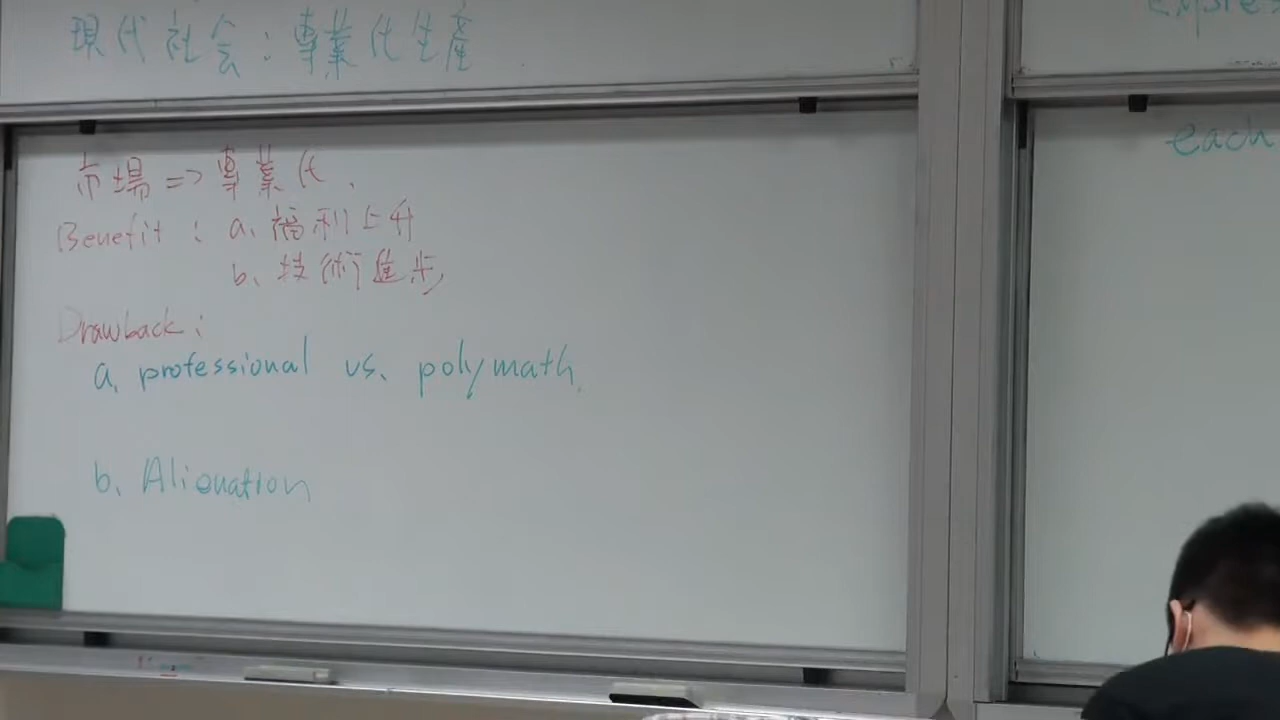 現代社会：專業化生產
市場 => 專業化.
Benefit : a. 福利上升
b. 技術進步
Drawback :
a. professional vs. polymath.
b. Alienation
each